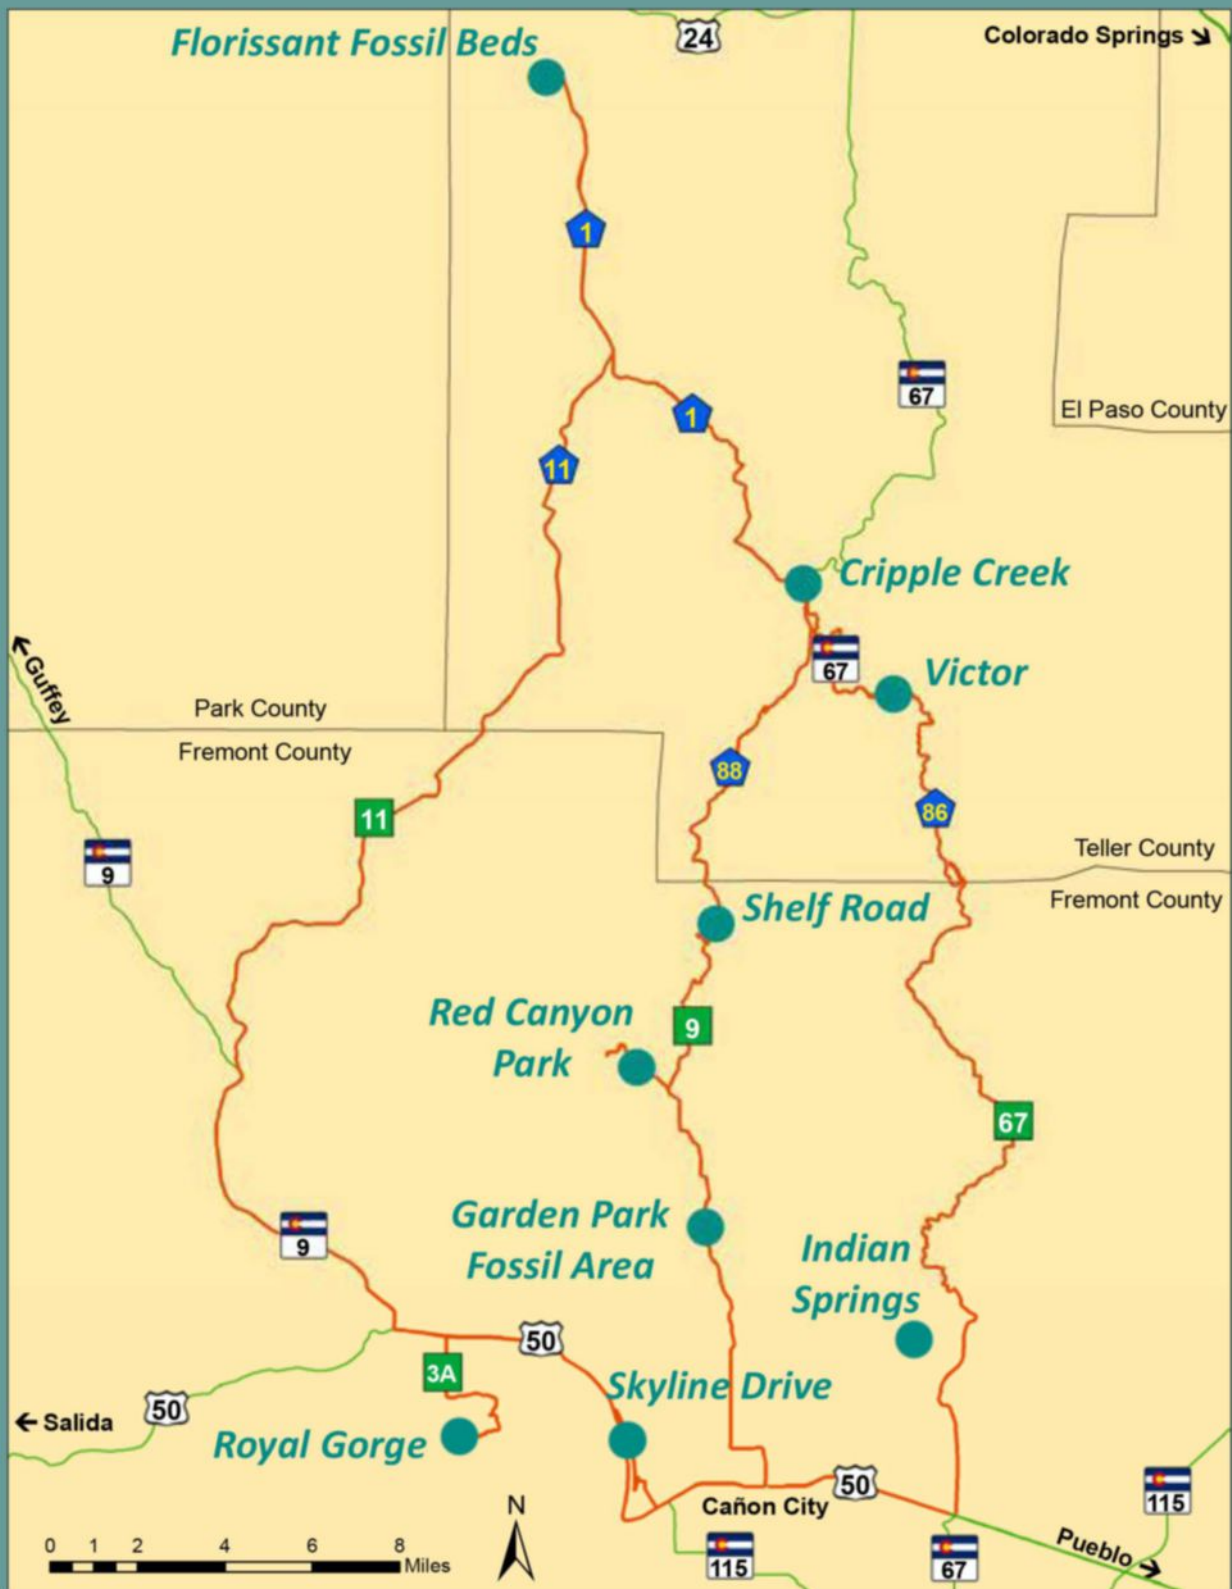 Florissant Fossil Beds
24
Colorado Springs
1
67
El Paso County
1
11
Cripple Creek
67
Victor
Guffey
Park County
Fremont County
88
86
11
9
Teller County
Fremont County
Shelf Road
Red Canyon
Park
9
67
Garden Park
Fossil Area
Indian
Springs
9
50
3A
Skyline Drive
50
Salida
Royal Gorge
50
115
Cañon City
N
0 1 2 4 6 8
Miles
115
67
Pueblo